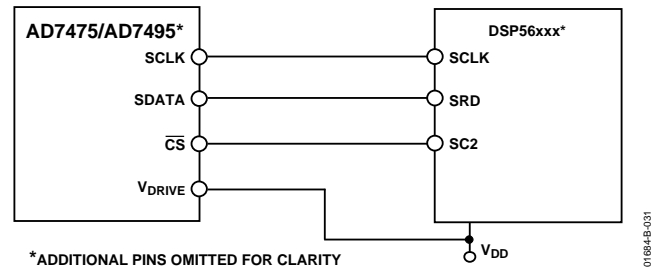 AD7475/AD7495*
SCLK
SDATA
CS
VDRIVE
DSP56xxx*
SCLK
SRD
SC2
VDD
*ADDITIONAL PINS OMITTED FOR CLARITY
01684-B-031